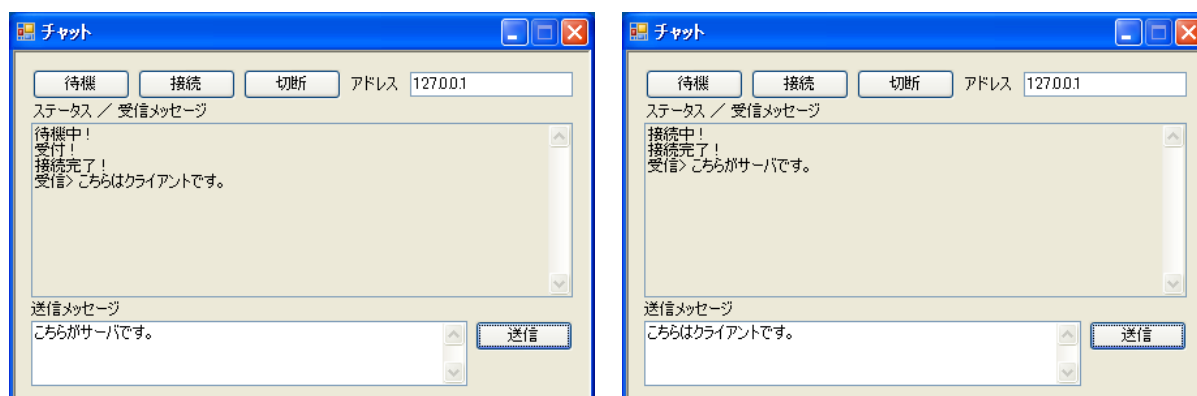 チャット
待機 接続 切断 アドレス 127.0.0.1
ステータス ／ 受信メッセージ
待機中！
受付！
接続完了！
受信> こちらはクライアントです。
送信メッセージ
こちらがサーバです。
送信
チャット
待機 接続 切断 アドレス 127.0.0.1
ステータス ／ 受信メッセージ
接続中！
接続完了！
受信> こちらがサーバです。
送信メッセージ
こちらはクライアントです。
送信